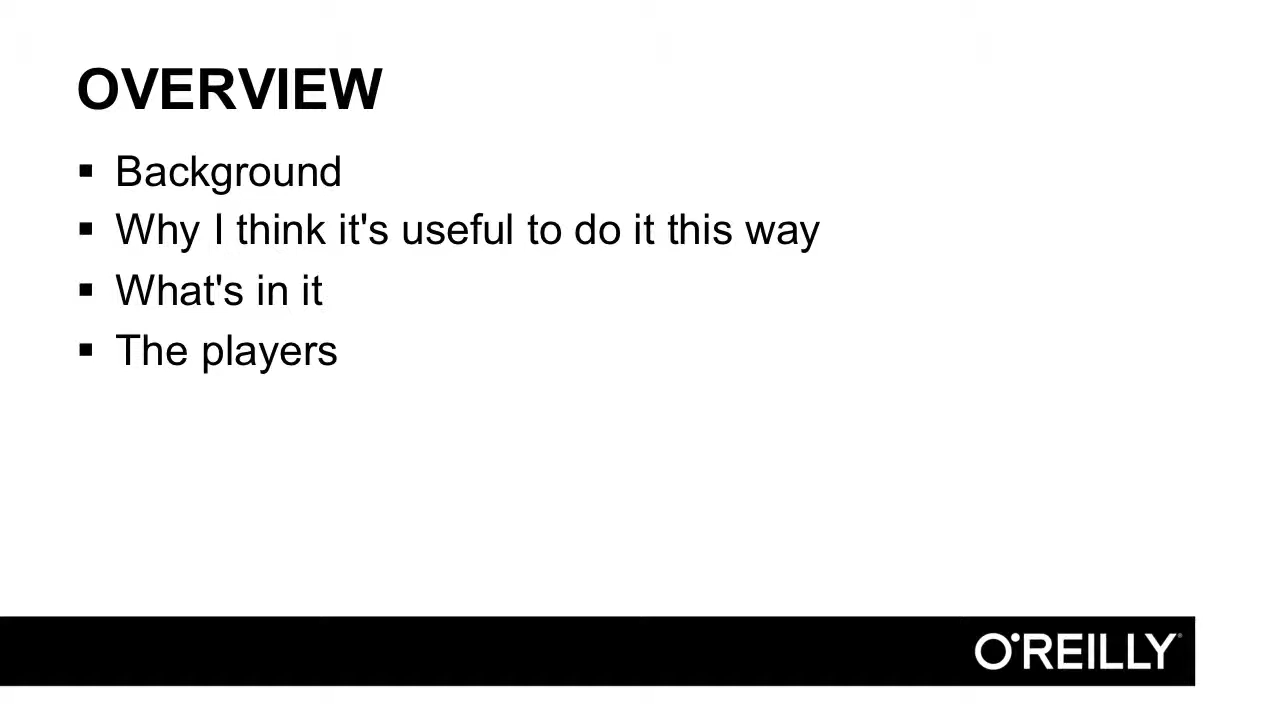 OVERVIEW
▪ Background
▪ Why I think it's useful to do it this way
▪ What's in it
▪ The players
O'REILLY®